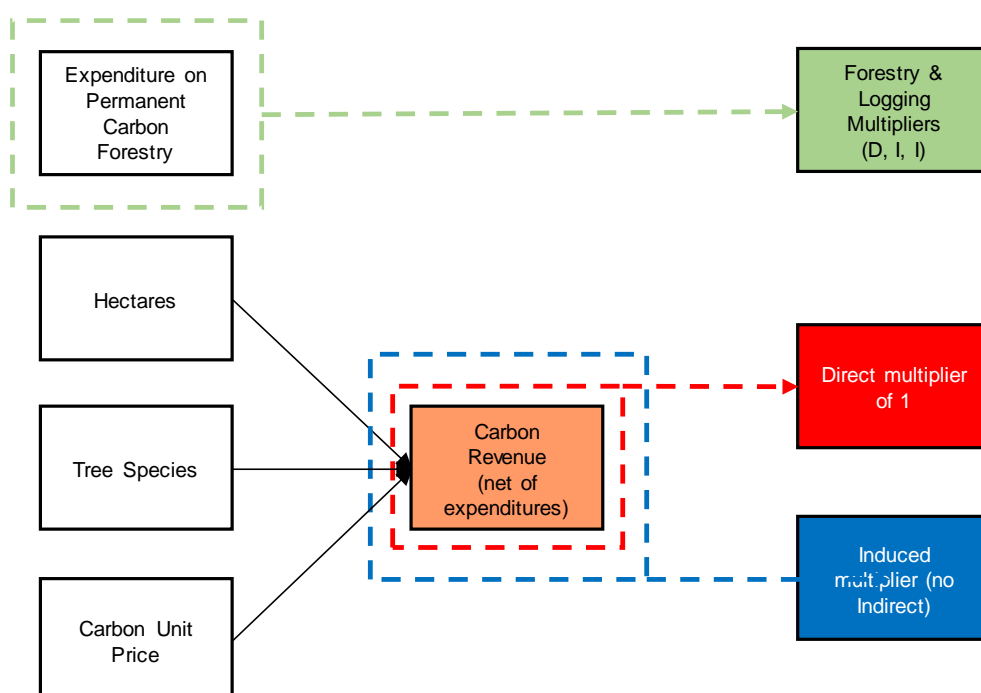 Expenditure on
Permanent
Carbon
Forestry
Forestry &
Logging
Multipliers
(D, I, I)
Hectares
Direct multiplier
of 1
Carbon
Revenue
(net of
expenditures)
Tree Species
Induced
multiplier (no
Indirect)
Carbon Unit
Price